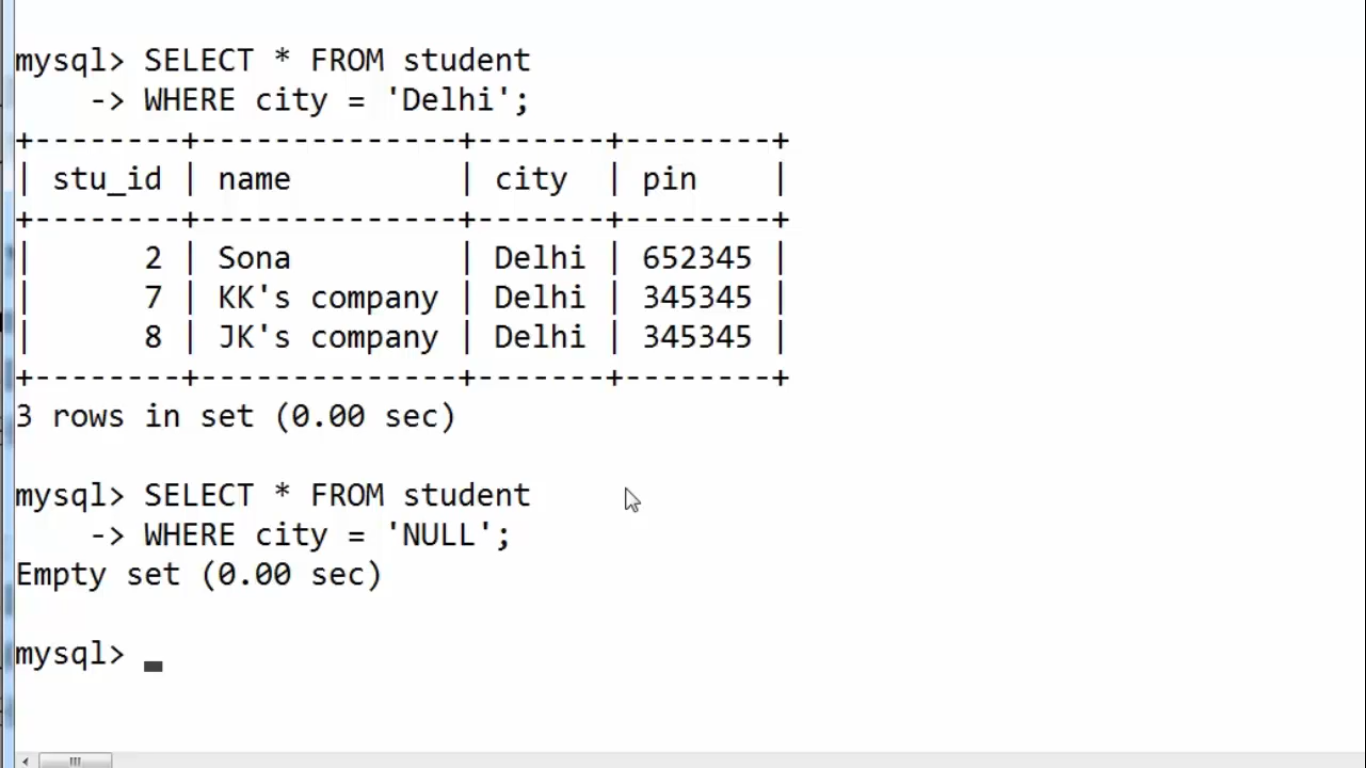 mysql> SELECT * FROM student
    -> WHERE city = 'Delhi';
+--------+--------------+-------+--------+
| stu_id | name         | city  | pin    |
+--------+--------------+-------+--------+
|      2 | Sona         | Delhi | 652345 |
|      7 | KK's company | Delhi | 345345 |
|      8 | JK's company | Delhi | 345345 |
+--------+--------------+-------+--------+
3 rows in set (0.00 sec)
mysql> SELECT * FROM student
    -> WHERE city = 'NULL';
Empty set (0.00 sec)
mysql>